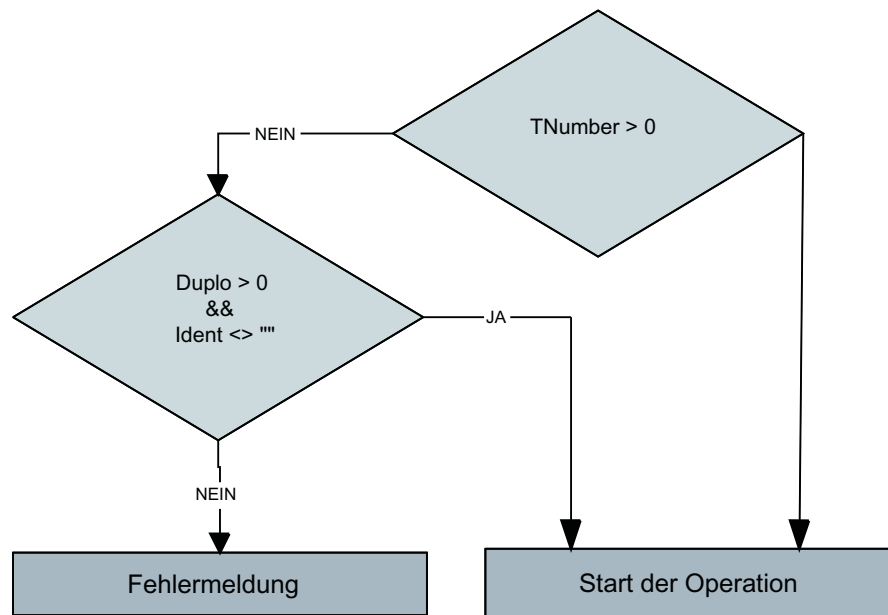 TNumber > 0
NEIN
Duplo > 0
&&
Ident <> ""
JA
NEIN
Fehlermeldung
Start der Operation